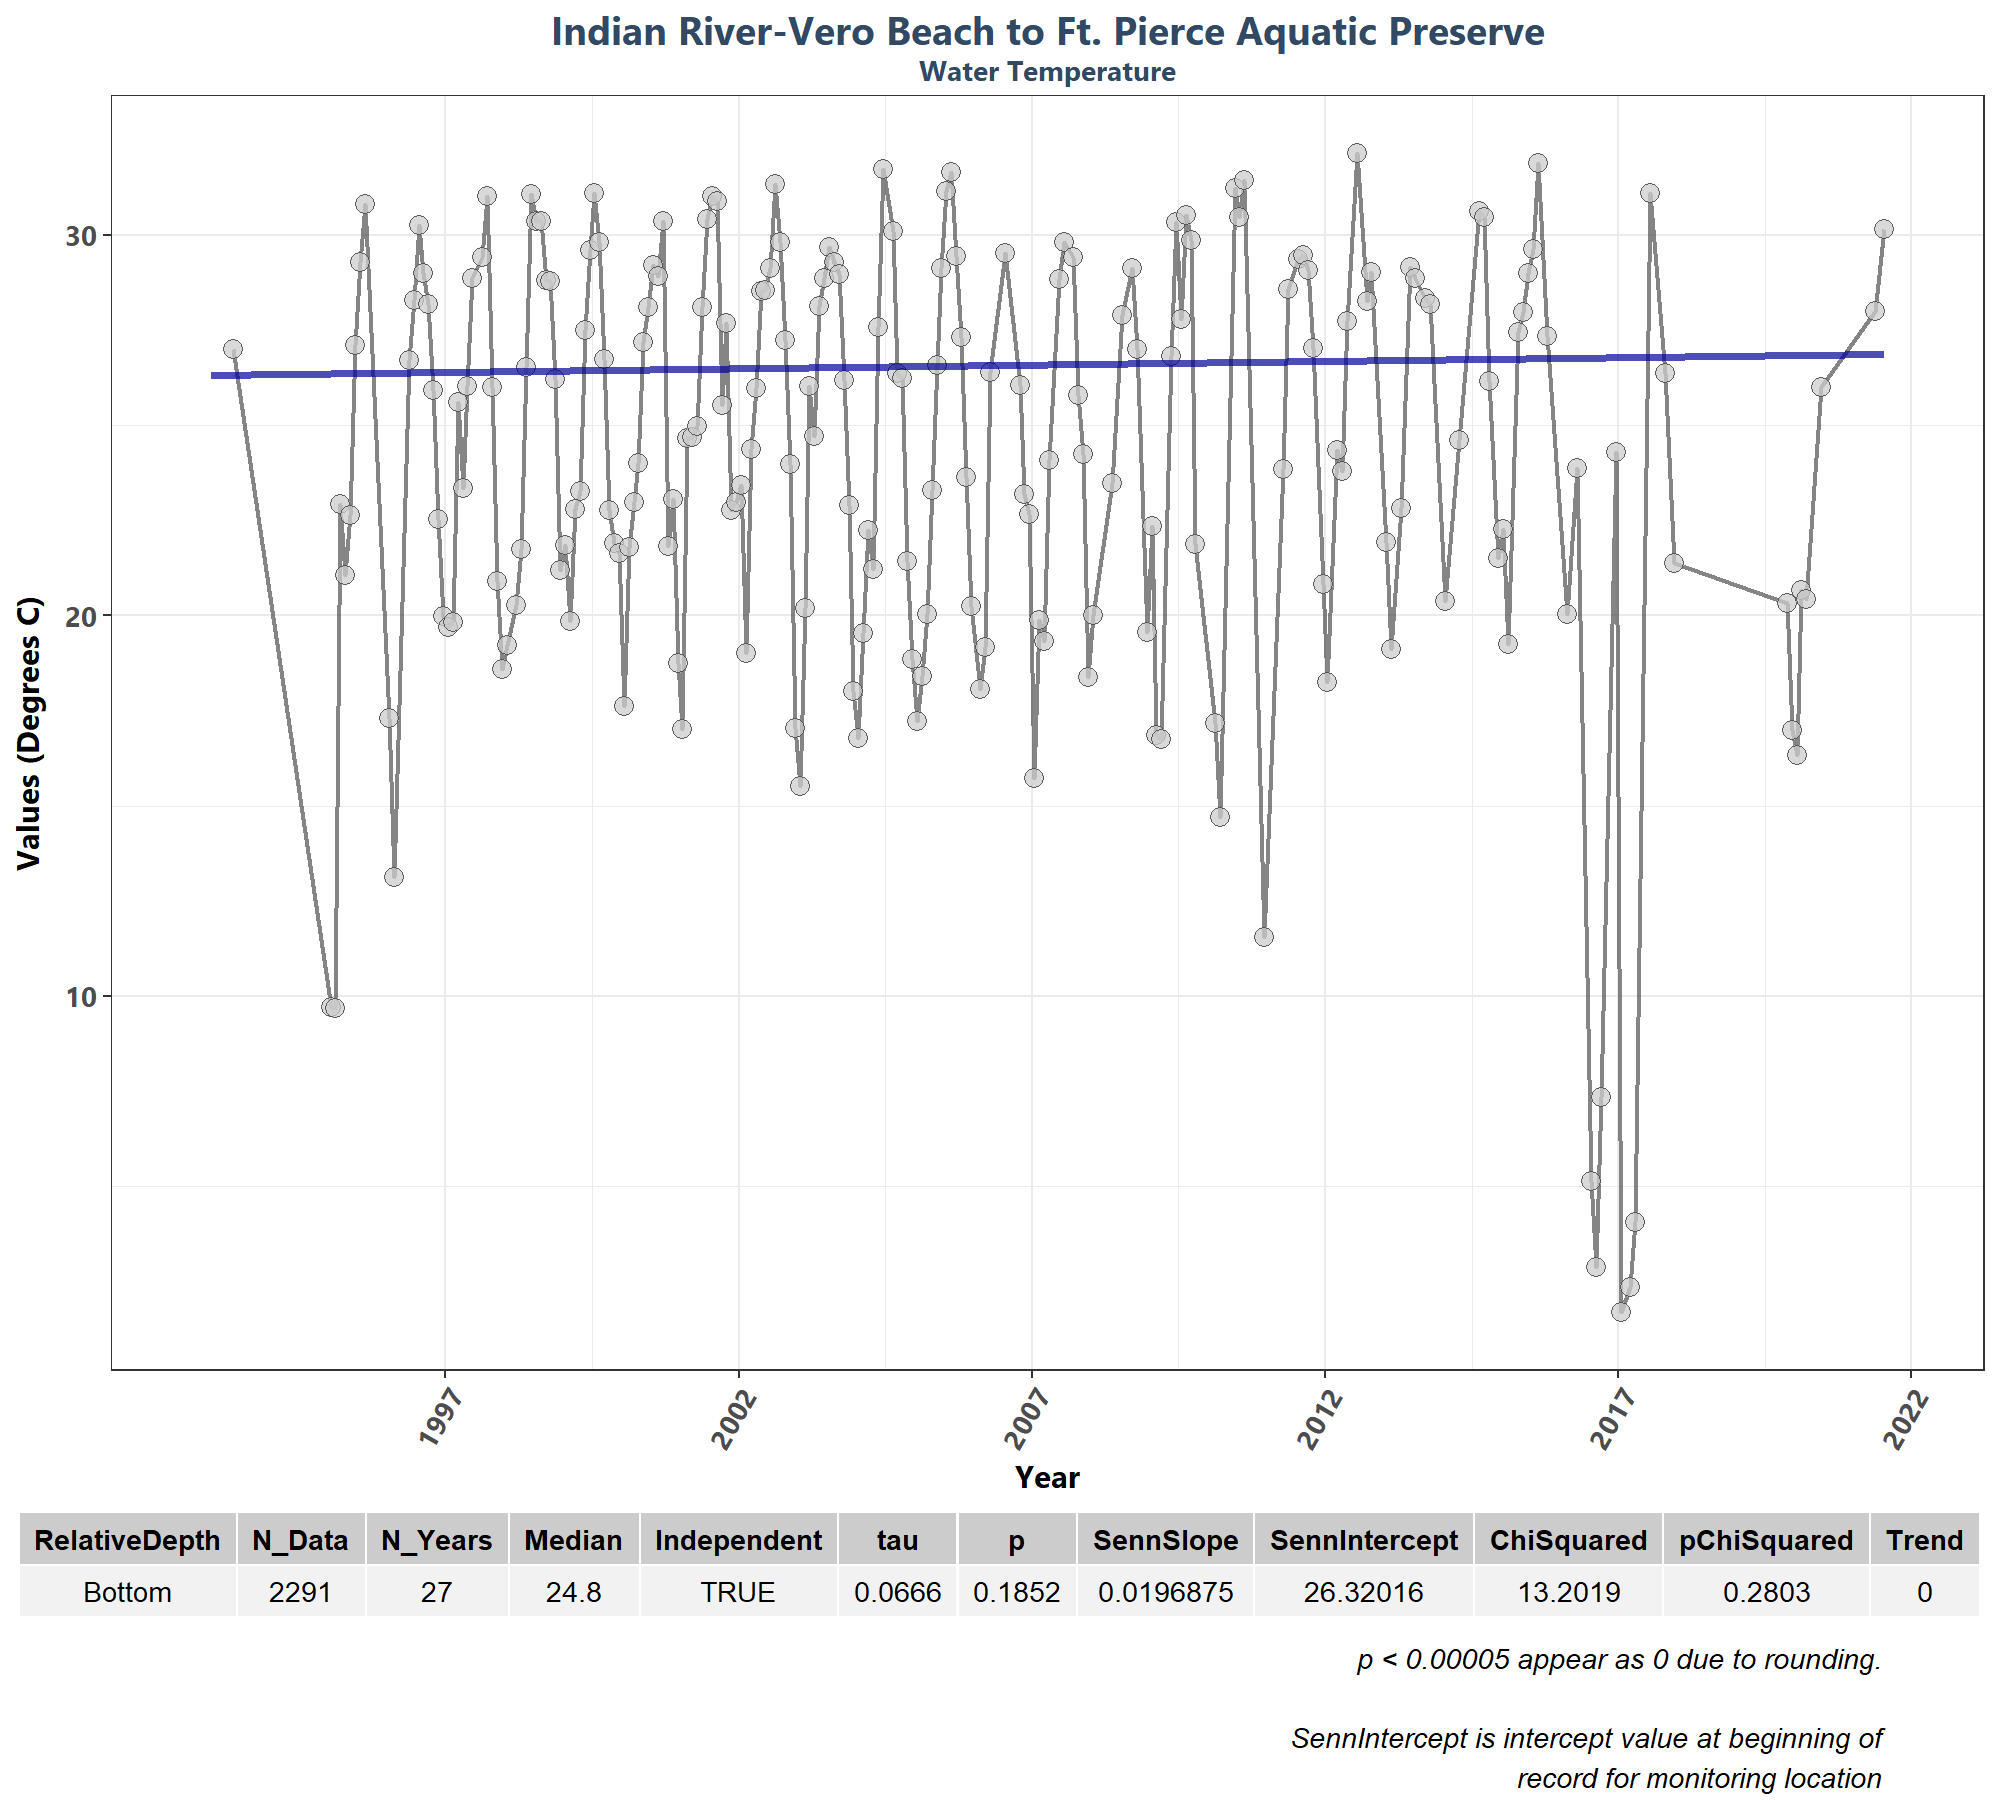 Indian River-Vero Beach to Ft. Pierce Aquatic Preserve
Water Temperature
Values (Degrees C)
30
20
10
1997 2002 2007 2012 2017 2022
Year
RelativeDepth N_Data N_Years Median Independent tau p SennSlope SennIntercept ChiSquared pChiSquared Trend
Bottom 2291 27 24.8 TRUE 0.0666 0.1852 0.0196875 26.32016 13.2019 0.2803 0
p < 0.00005 appear as 0 due to rounding.
SennIntercept is intercept value at beginning of
record for monitoring location